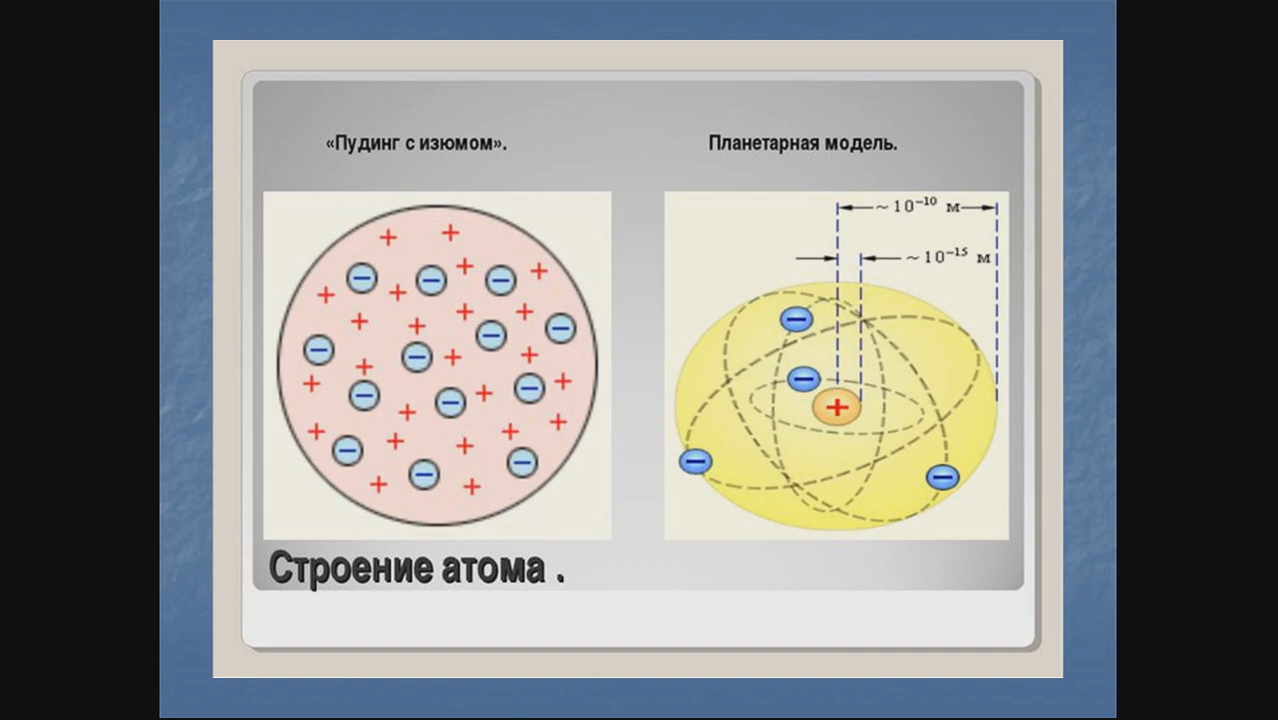 «Пудинг с изюмом».
Планетарная модель.
~ 10⁻¹⁰ м
~ 10⁻¹⁵ м
Строение атома .